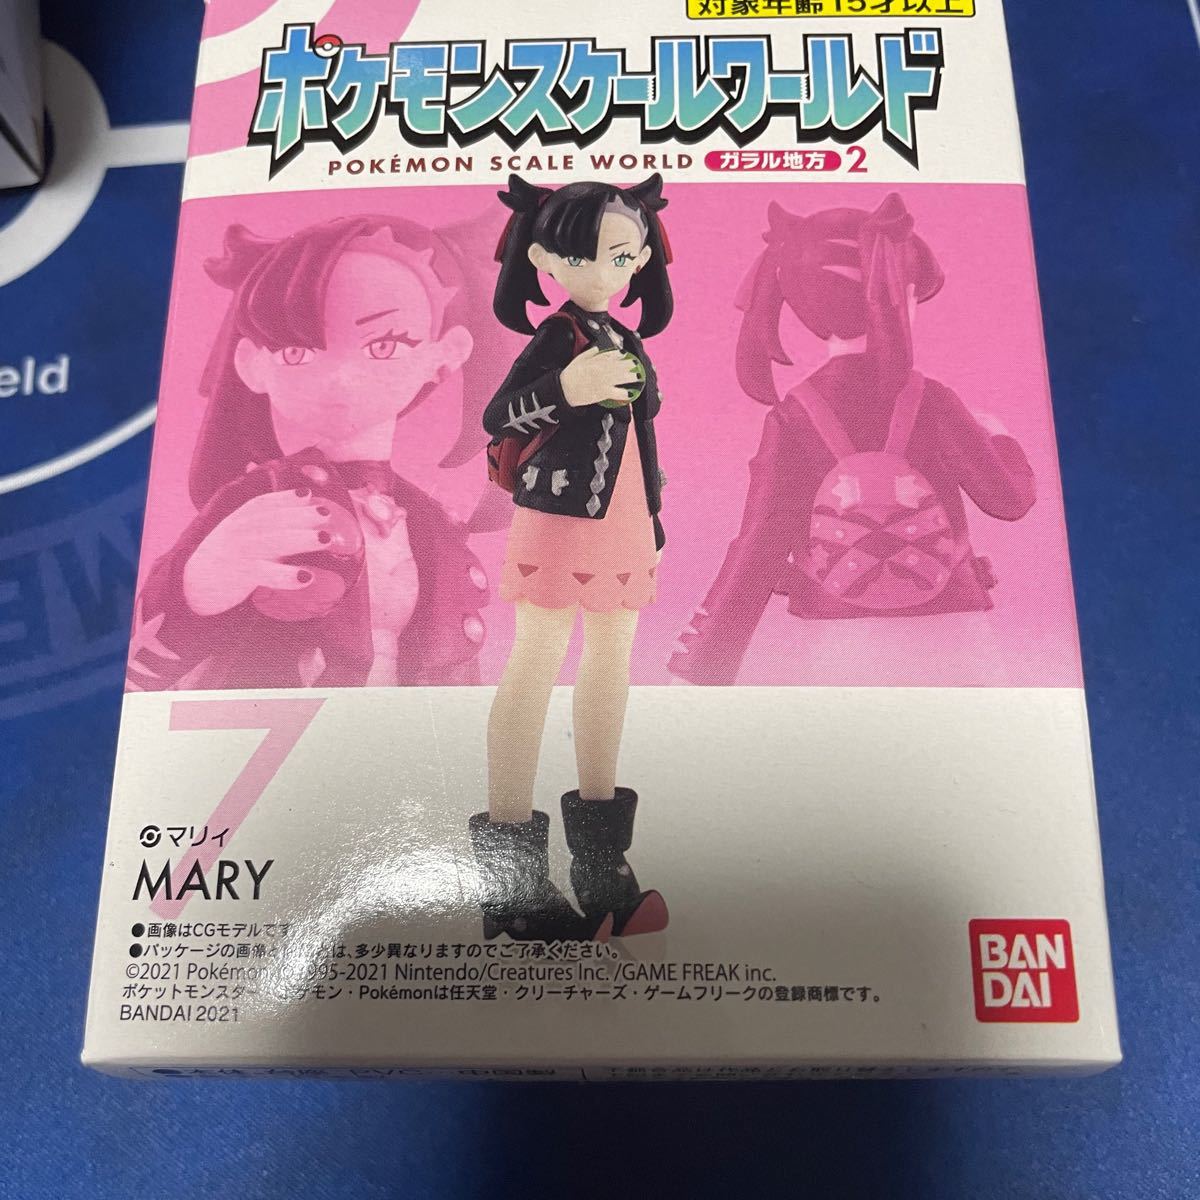 対象年齢15才以上
ポケモンスケールワールド
POKÉMON SCALE WORLD ガラル地方 2
eld
7
マリィ
MARY
●画像はCGモデルです
●パッケージの画像と は、多少異なりますのでご了承ください。
©2021 Pokémon. ©1995-2021 Nintendo/Creatures Inc. /GAME FREAK inc.
ポケットモンスター・ポケモン・Pokémonは任天堂・クリーチャーズ・ゲームフリークの登録商標です。
BANDAI 2021
BAN
DAI